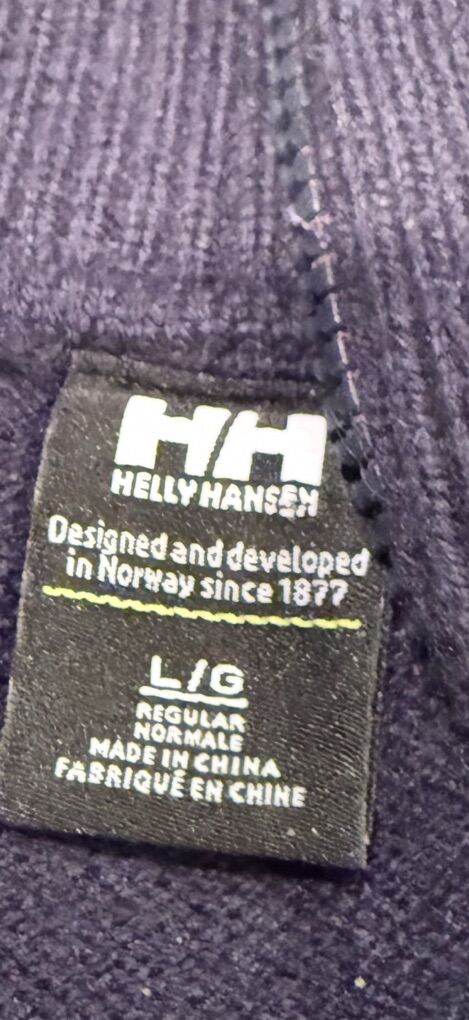 HH
HELLY HANSEN
Designed and developed
in Norway since 1877
L/G
REGULAR
NORMALE
MADE IN CHINA
FABRIQUÉ EN CHINE